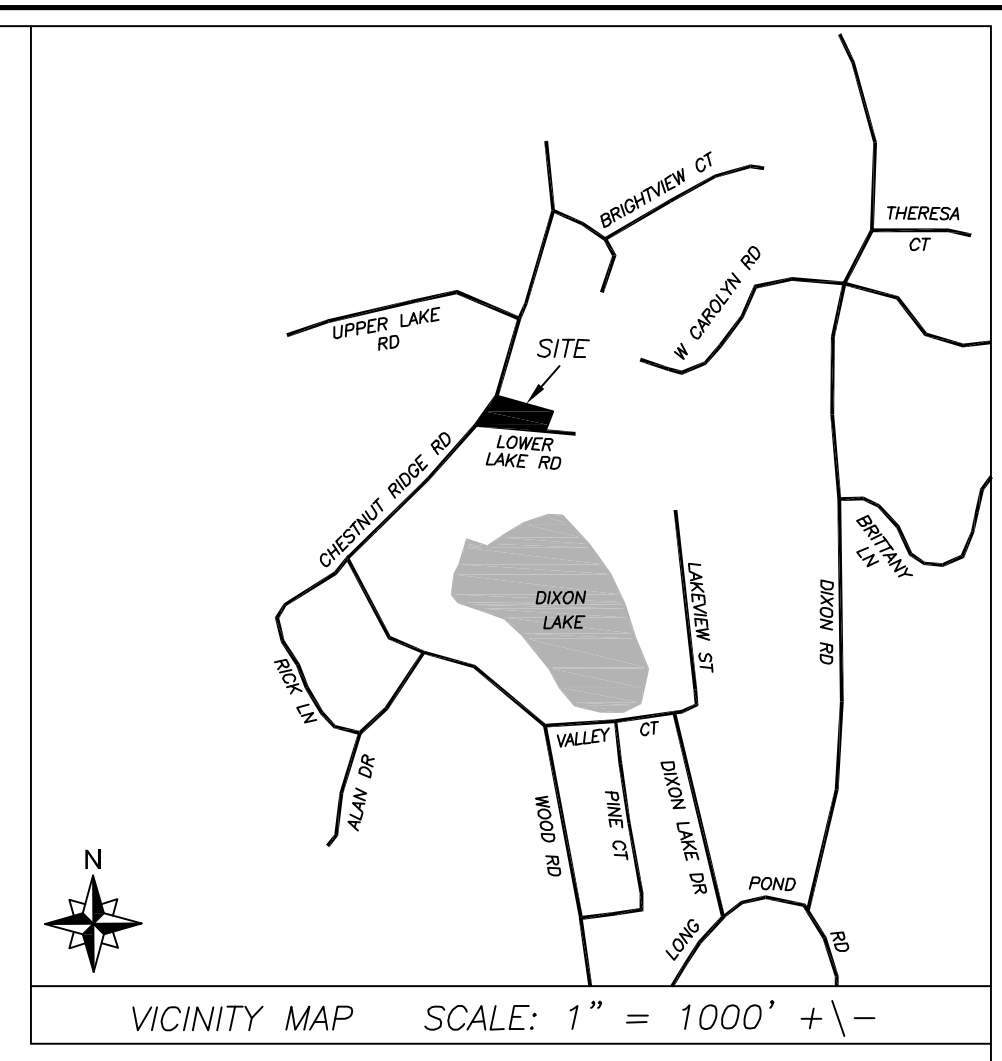 BRIGHTVIEW CT
THERESA
CT
W CAROLYN RD
UPPER LAKE
RD
SITE
LOWER
LAKE RD
CHESTNUT RIDGE RD
BRITTANY
LN
DIXON
LAKE
LAKEVIEW ST
DIXON RD
RICK LN
VALLEY
CT
ALAN DR
WOOD RD
PINE CT
DIXON LAKE DR
N
POND
LONG
RD
VICINITY MAP SCALE: 1" = 1000' +\-